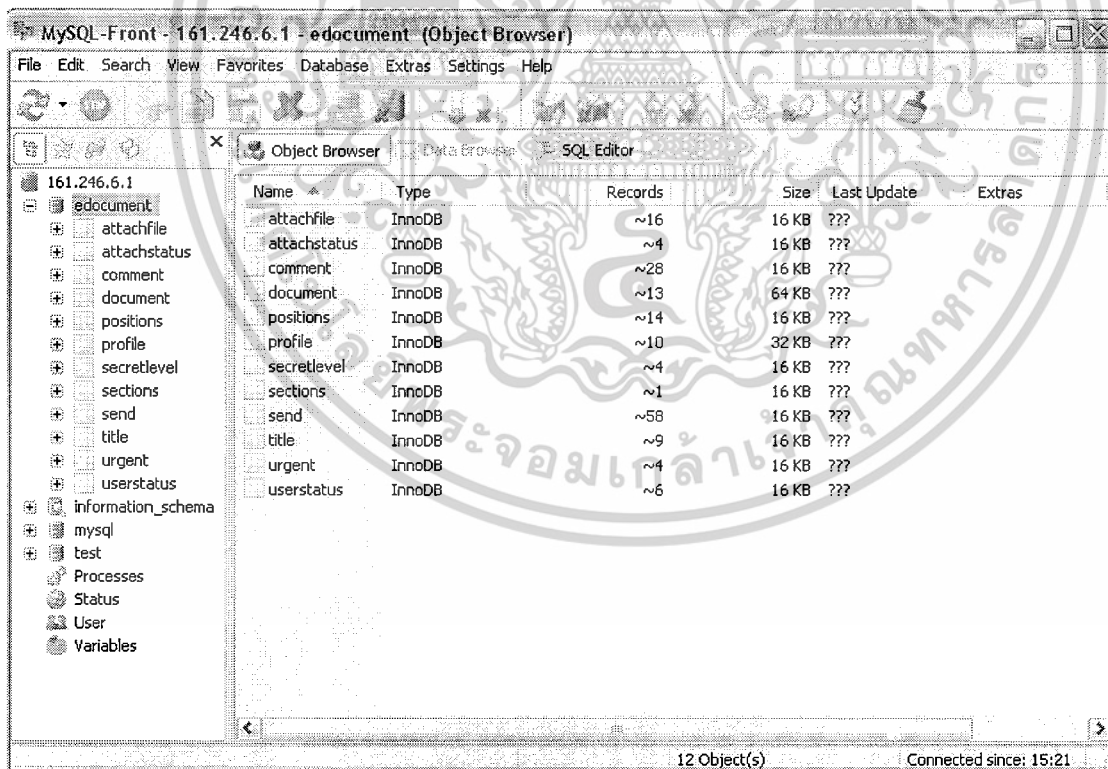 MySQL-Front - 161.246.6.1 - edocument (Object Browser)
File Edit Search View Favorites Database Extras Settings Help
Object Browser Data Browser SQL Editor
161.246.6.1
edocument
attachfile
attachstatus
comment
document
positions
profile
secretlevel
sections
send
title
urgent
userstatus
information_schema
mysql
test
Processes
Status
User
Variables
Name Type Records Size Last Update Extras
attachfile InnoDB ~16 16 KB ???
attachstatus InnoDB ~4 16 KB ???
comment InnoDB ~28 16 KB ???
document InnoDB ~13 64 KB ???
positions InnoDB ~14 16 KB ???
profile InnoDB ~10 32 KB ???
secretlevel InnoDB ~4 16 KB ???
sections InnoDB ~1 16 KB ???
send InnoDB ~58 16 KB ???
title InnoDB ~9 16 KB ???
urgent InnoDB ~4 16 KB ???
userstatus InnoDB ~6 16 KB ???
12 Object(s) Connected since: 15:21